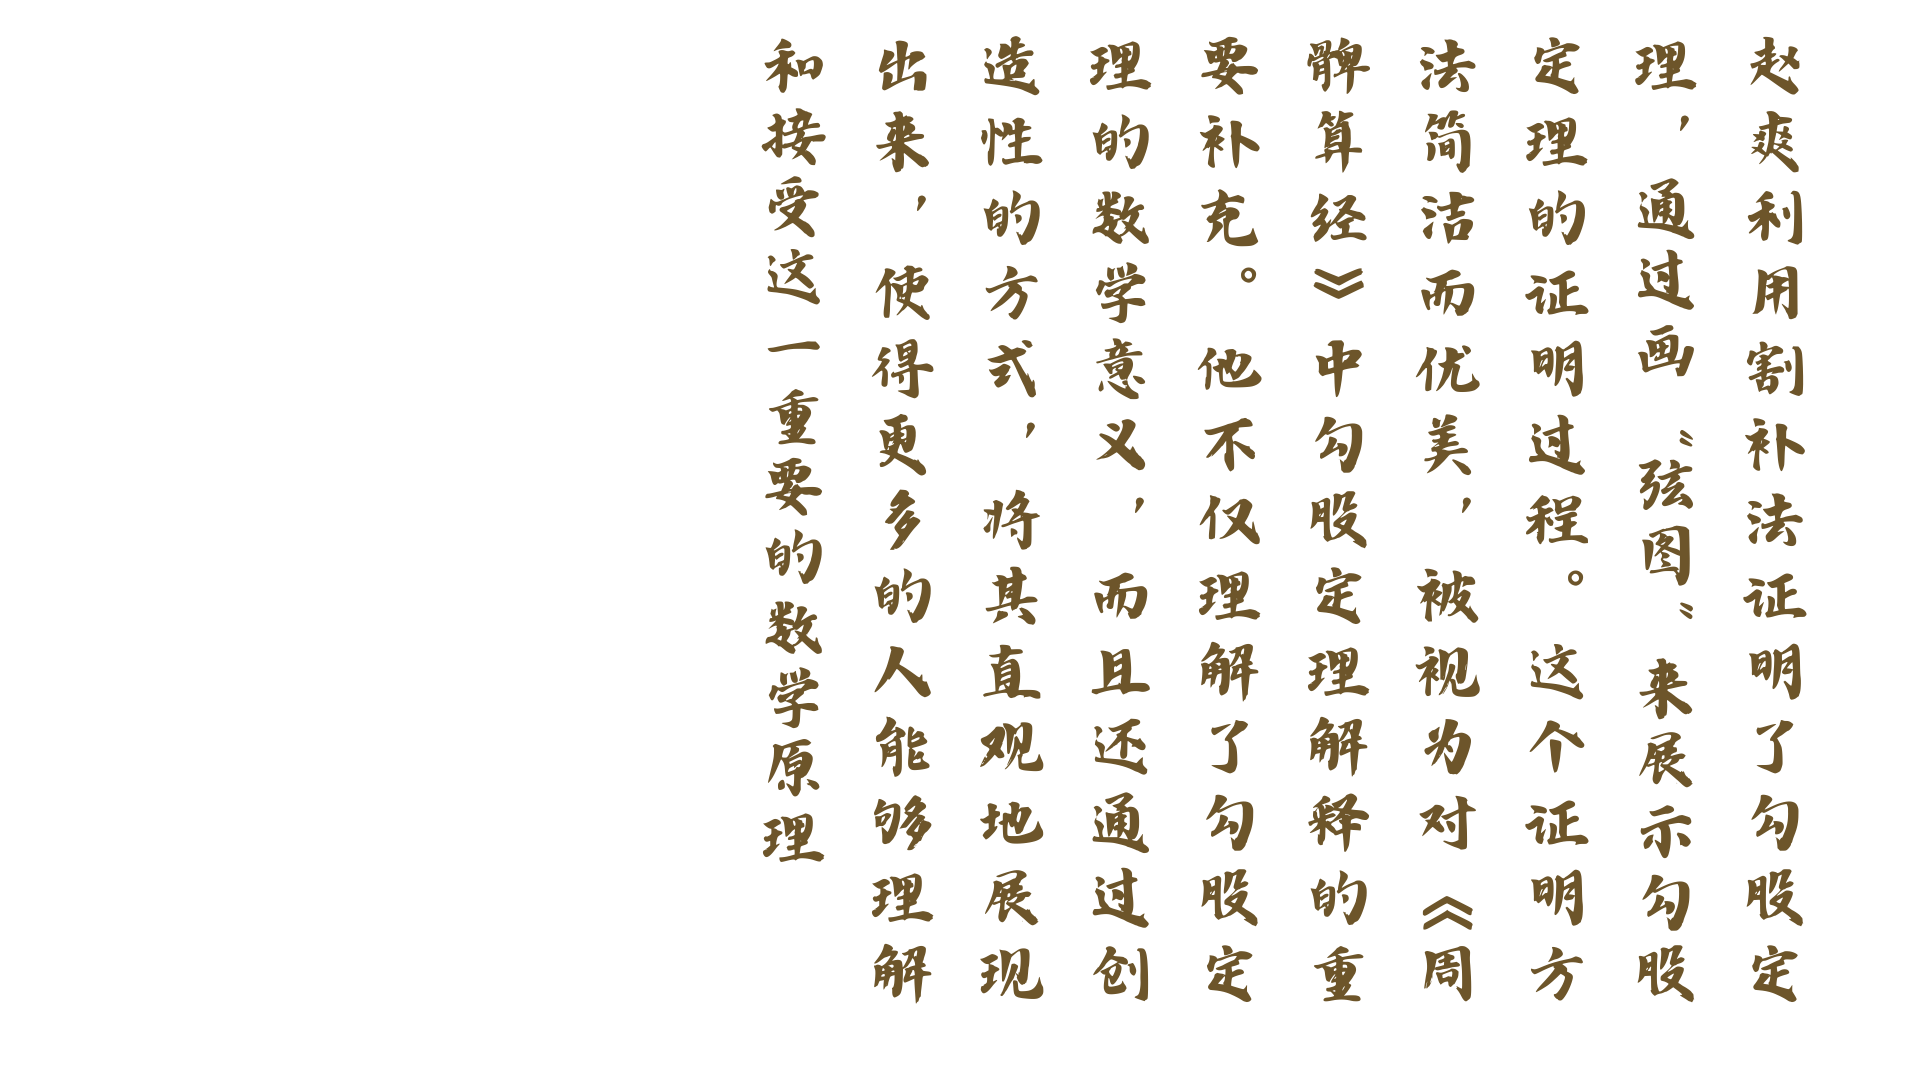 赵爽利用割补法证明了勾股定
理，通过画“弦图”来展示勾股
定理的证明过程。这个证明方
法简洁而优美，被视为对《周
髀算经》中勾股定理解释的重
要补充。他不仅理解了勾股定
理的数学意义，而且还通过创
造性的方式，将其直观地展现
出来，使得更多的人能够理解
和接受这一重要的数学原理